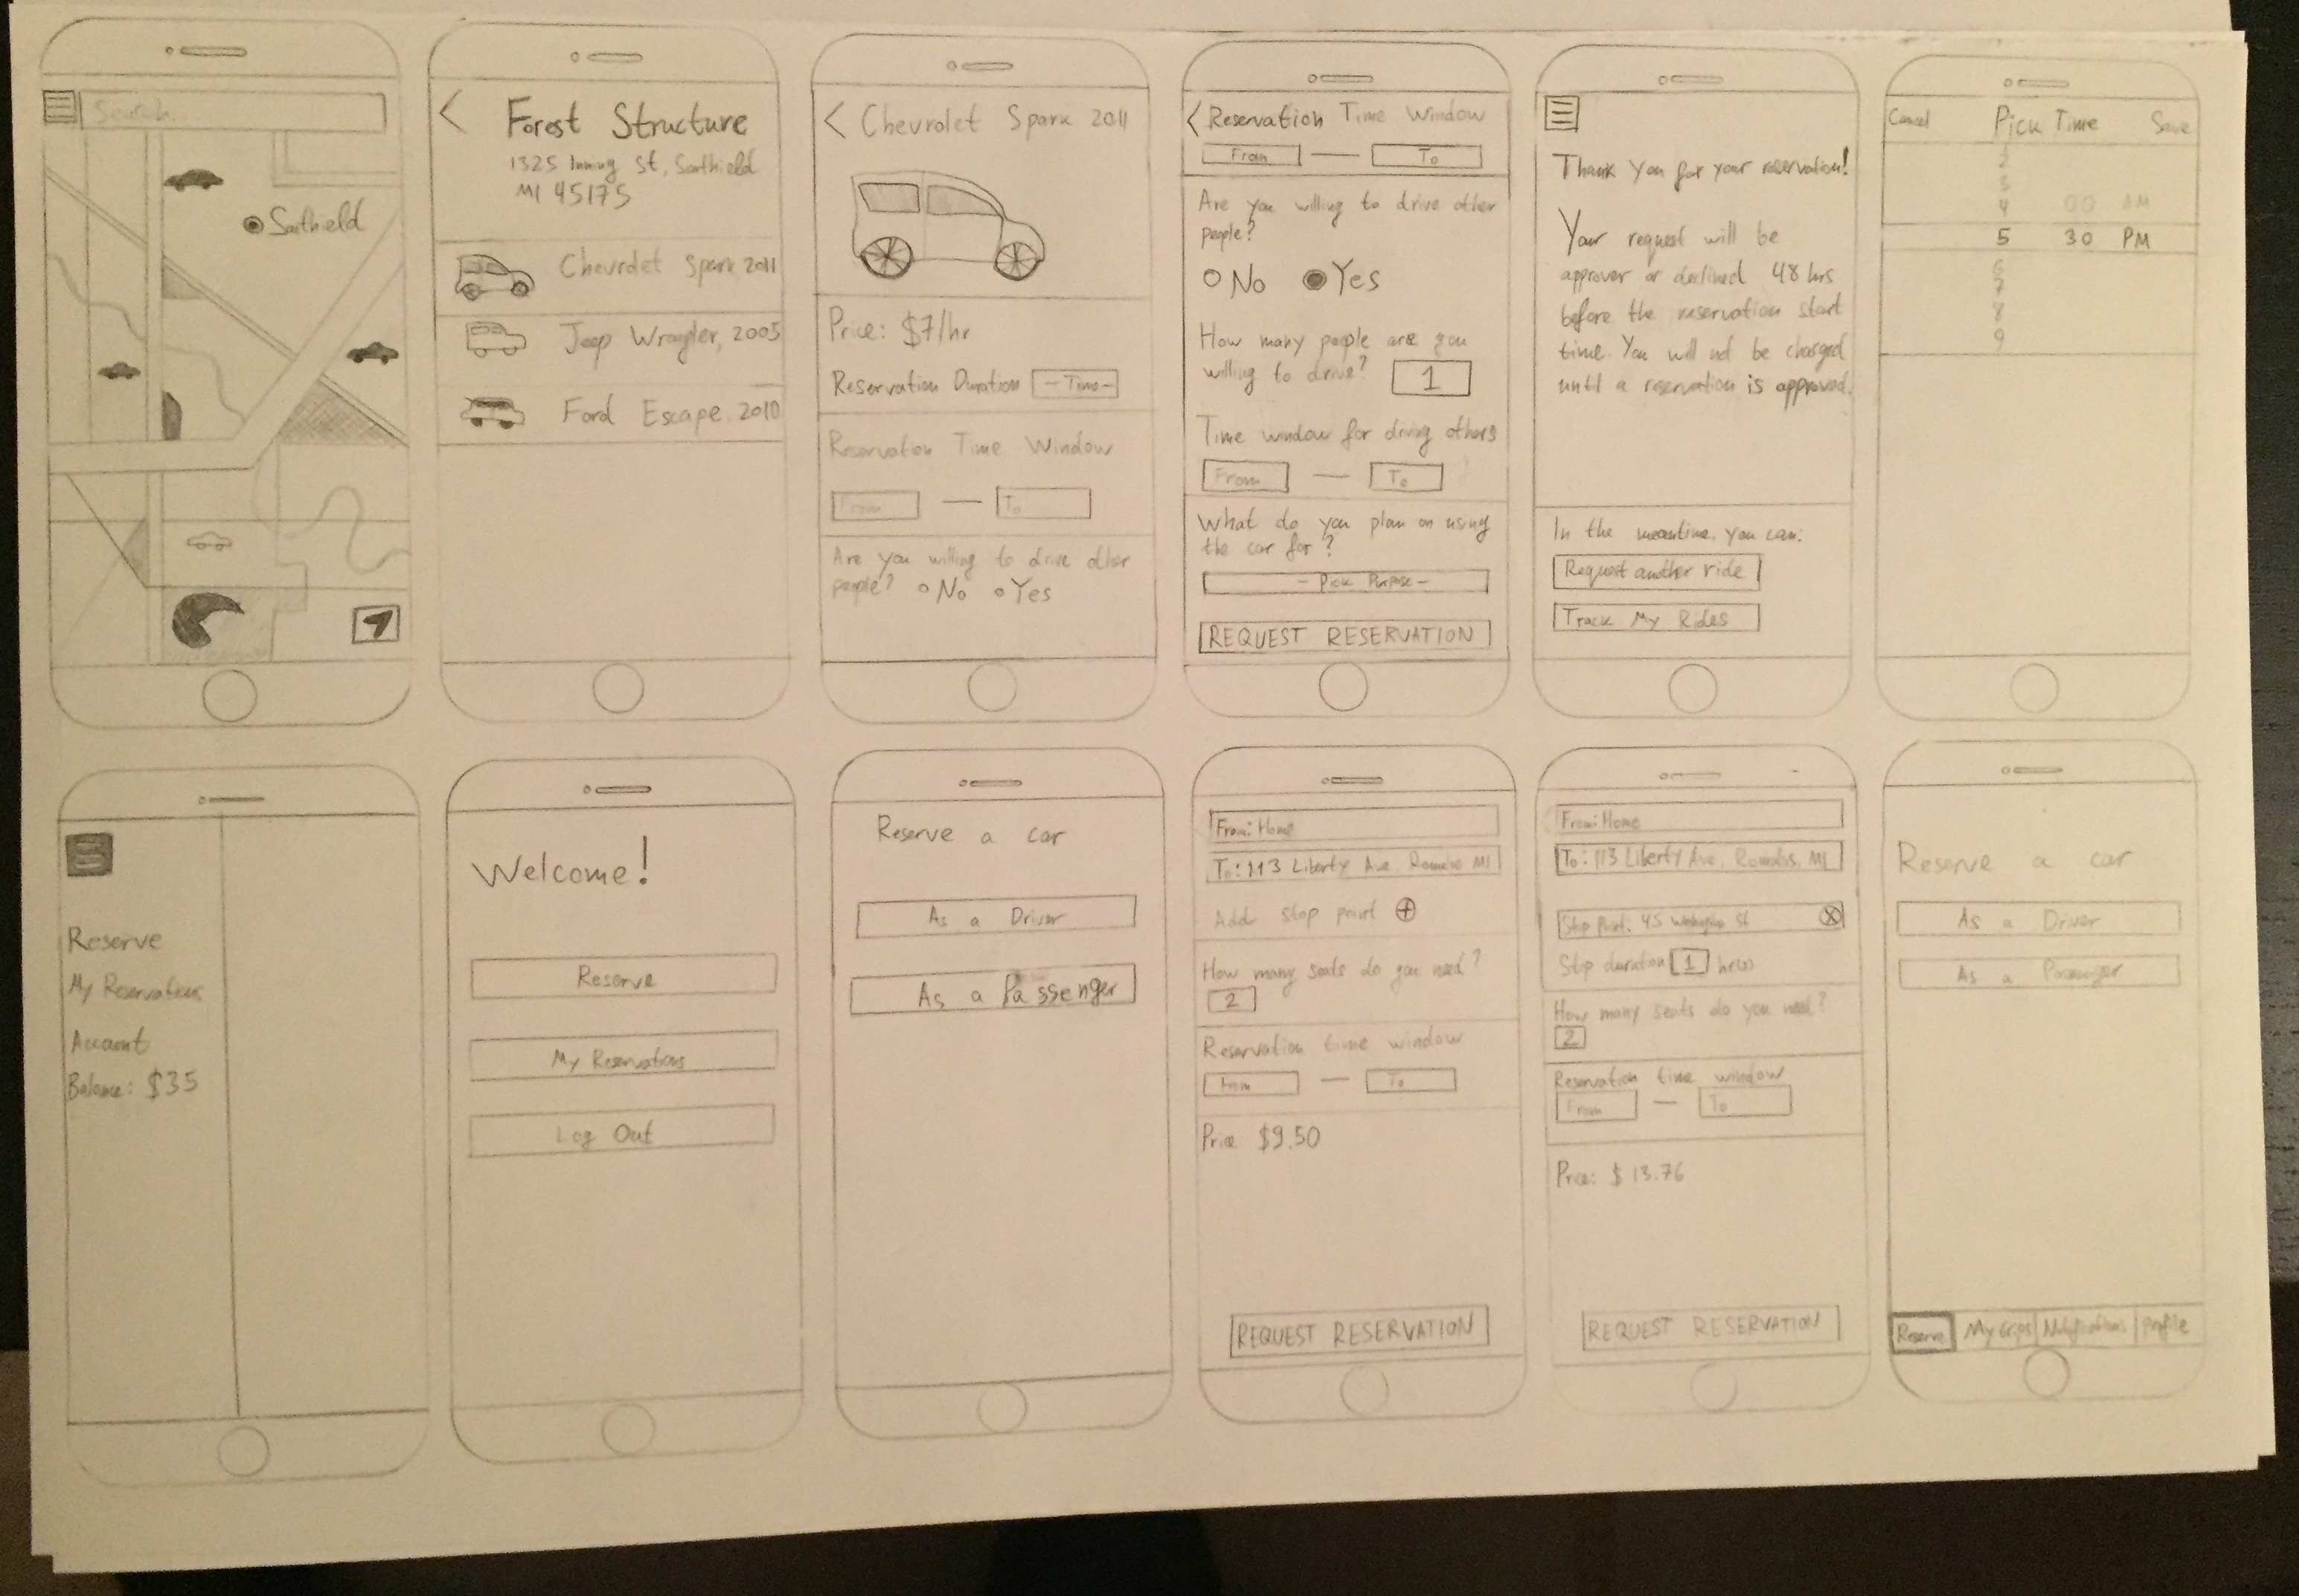 Search...
Saithield
< Forest Structure
1325 Inning St, Saithield
MI 45175
Chevrolet Spark 2011
Jeep Wrangler, 2005
Ford Escape. 2010
< Chevrolet Spark 2011
Price: $7/hr
Reservation Duration -Time-
Reservation Time Window
From — To
Are you willing to drive other
people? No Yes
< Reservation Time Window
From — To
Are you willing to drive other
people?
No Yes
How many people are you
willing to drive? 1
Time window for driving others
From — To
What do you plan on using
the car for?
- Pick Purpose -
REQUEST RESERVATION
Thank you for your reservation!
Your request will be
approver or declined 48 hrs
before the reservation start
time. You will not be charged
until a reservation is approved.
In the meantime, you can:
Request another ride
Track My Rides
Cancel Pick Time Save
2
3
4 00 AM
5 30 PM
6
7
8
9
Reserve
My Reservations
Account
Balance: $35
Welcome!
Reserve
My Reservations
Log Out
Reserve a car
As a Driver
As a Passenger
From: Home
To: 113 Liberty Ave. Romulus MI
Add stop point +
How many seats do you need?
2
Reservation time window
From — To
Price $9.50
REQUEST RESERVATION
From: Home
To: 113 Liberty Ave, Romulus, MI
Stop Point: 45 St
Stop duration 1 hr(s)
How many seats do you need?
2
Reservation time window
From — To
Price: $ 13.76
REQUEST RESERVATION
Reserve a car
As a Driver
As a Passenger
Reserve My trips Notifications Profile